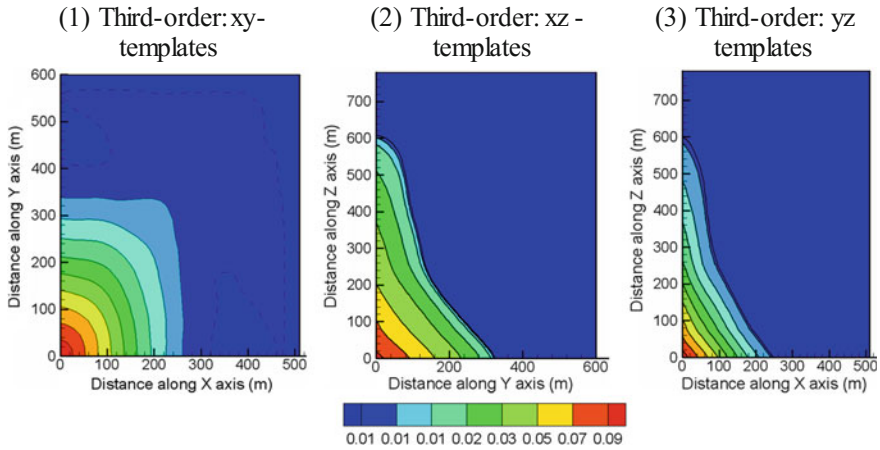 (1) Third-order: xy-
templates
(2) Third-order: xz -
templates
(3) Third-order: yz
templates
600
500
400
300
200
100
0
0 100 200 300 400 500
Distance along Y axis (m)
Distance along X axis (m)
700
600
500
400
300
200
100
0
0 200 400 600
Distance along Z axis (m)
Distance along Y axis (m)
700
600
500
400
300
200
100
0
0 100 200 300 400 500
Distance along Z axis (m)
Distance along X axis (m)
0.01 0.01 0.01 0.02 0.03 0.05 0.07 0.09